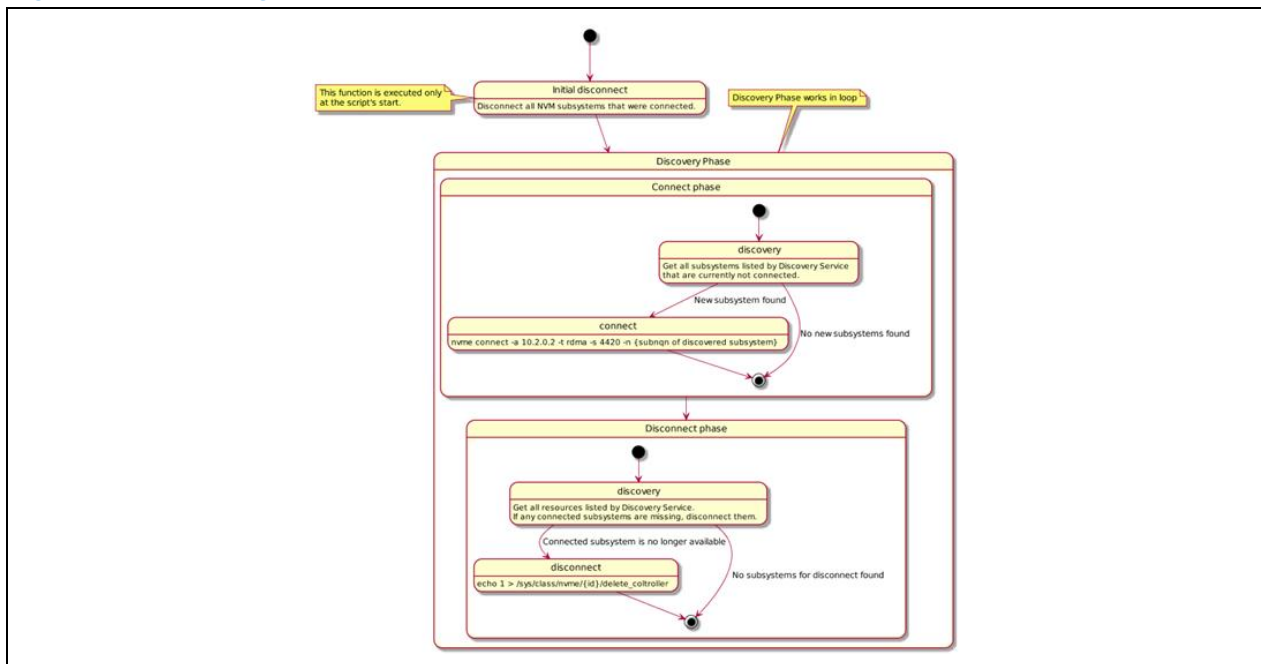 This function is executed only
at the script's start.
Initial disconnect
Disconnect all NVM subsystems that were connected.
Discovery Phase works in loop
Discovery Phase
Connect phase
discovery
Get all subsystems listed by Discovery Service
that are currently not connected.
New subsystem found
connect
nvme connect -a 10.2.0.2 -t rdma -s 4420 -n {subnqn of discovered subsystem}
No new subsystems found
Disconnect phase
discovery
Get all resources listed by Discovery Service.
If any connected subsystems are missing, disconnect them.
Connected subsystem is no longer available
disconnect
echo 1 > /sys/class/nvme/{id}/delete_coltroller
No subsystems for disconnect found